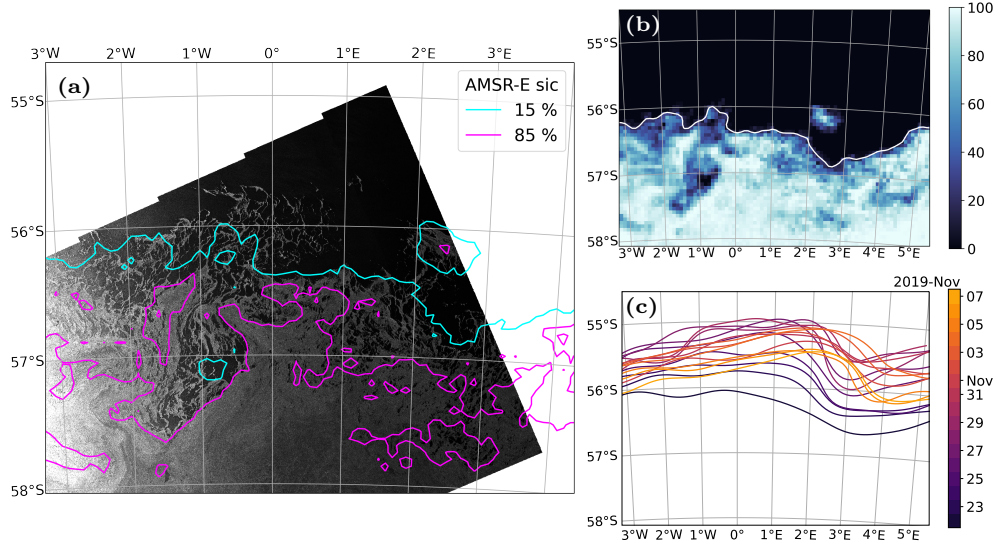 3°W 2°W 1°W 0° 1°E 2°E 3°E
(a)
AMSR-E sic
15 %
85 %
55°S
56°S
57°S
58°S
(b)
55°S
56°S
57°S
58°S
3°W 2°W 1°W 0° 1°E 2°E 3°E 4°E 5°E
100
80
60
40
20
0
2019-Nov
(c)
55°S
56°S
57°S
58°S
3°W 2°W 1°W 0° 1°E 2°E 3°E 4°E 5°E
07
05
03
Nov
31
29
27
25
23